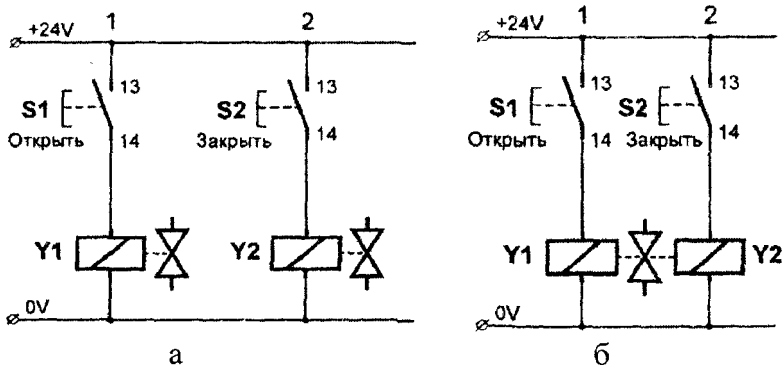 +24V 1 2
S1 13 S2 13
Открыть 14 Закрыть 14
Y1 Y2
0V
а
+24V 1 2
S1 13 S2 13
Открыть 14 Закрыть 14
Y1 Y2
0V
б